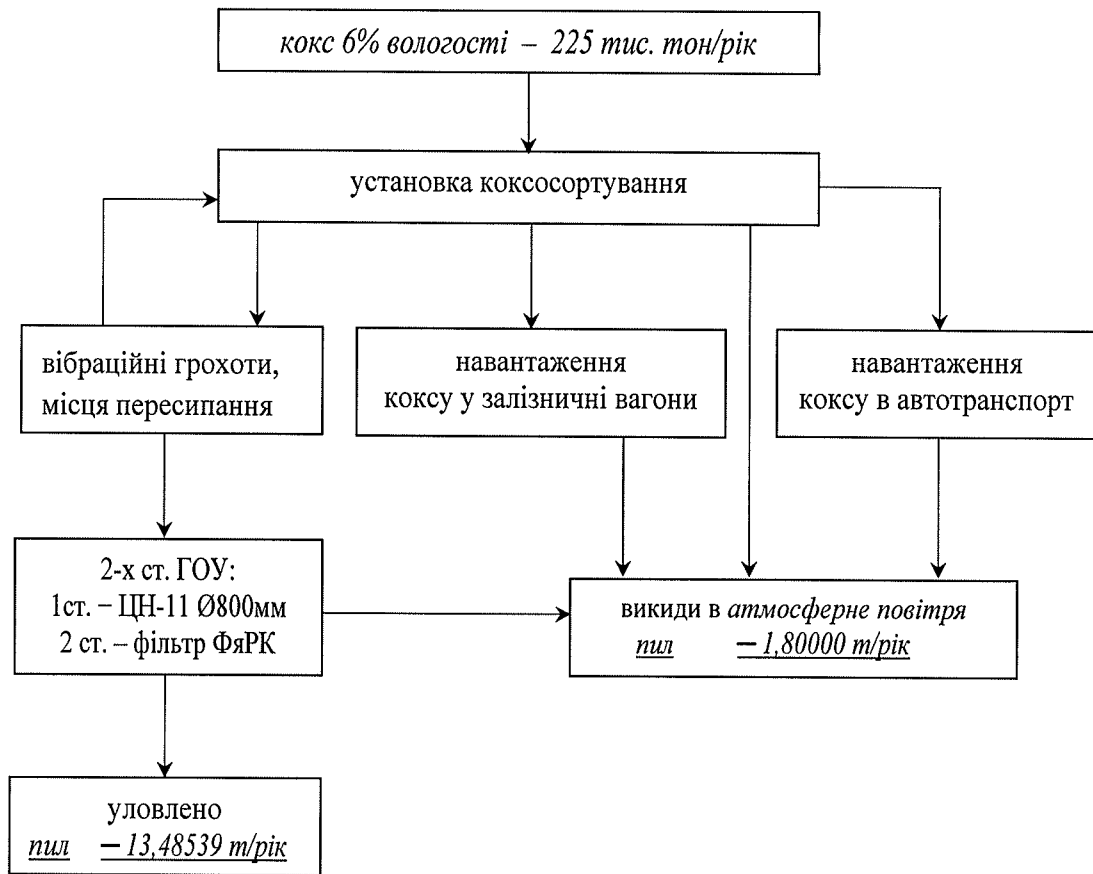 кокс 6% вологості – 225 тис. тон/рік
установка коксосортування
вібраційні грохоти,
місця пересипання
навантаження
коксу у залізничні вагони
навантаження
коксу в автотранспорт
2-х ст. ГОУ:
1ст. – ЦН-11 Ø800мм
2 ст. – фільтр ФяРК
викиди в атмосферне повітря
пил – 1,80000 т/рік
уловлено
пил – 13,48539 т/рік